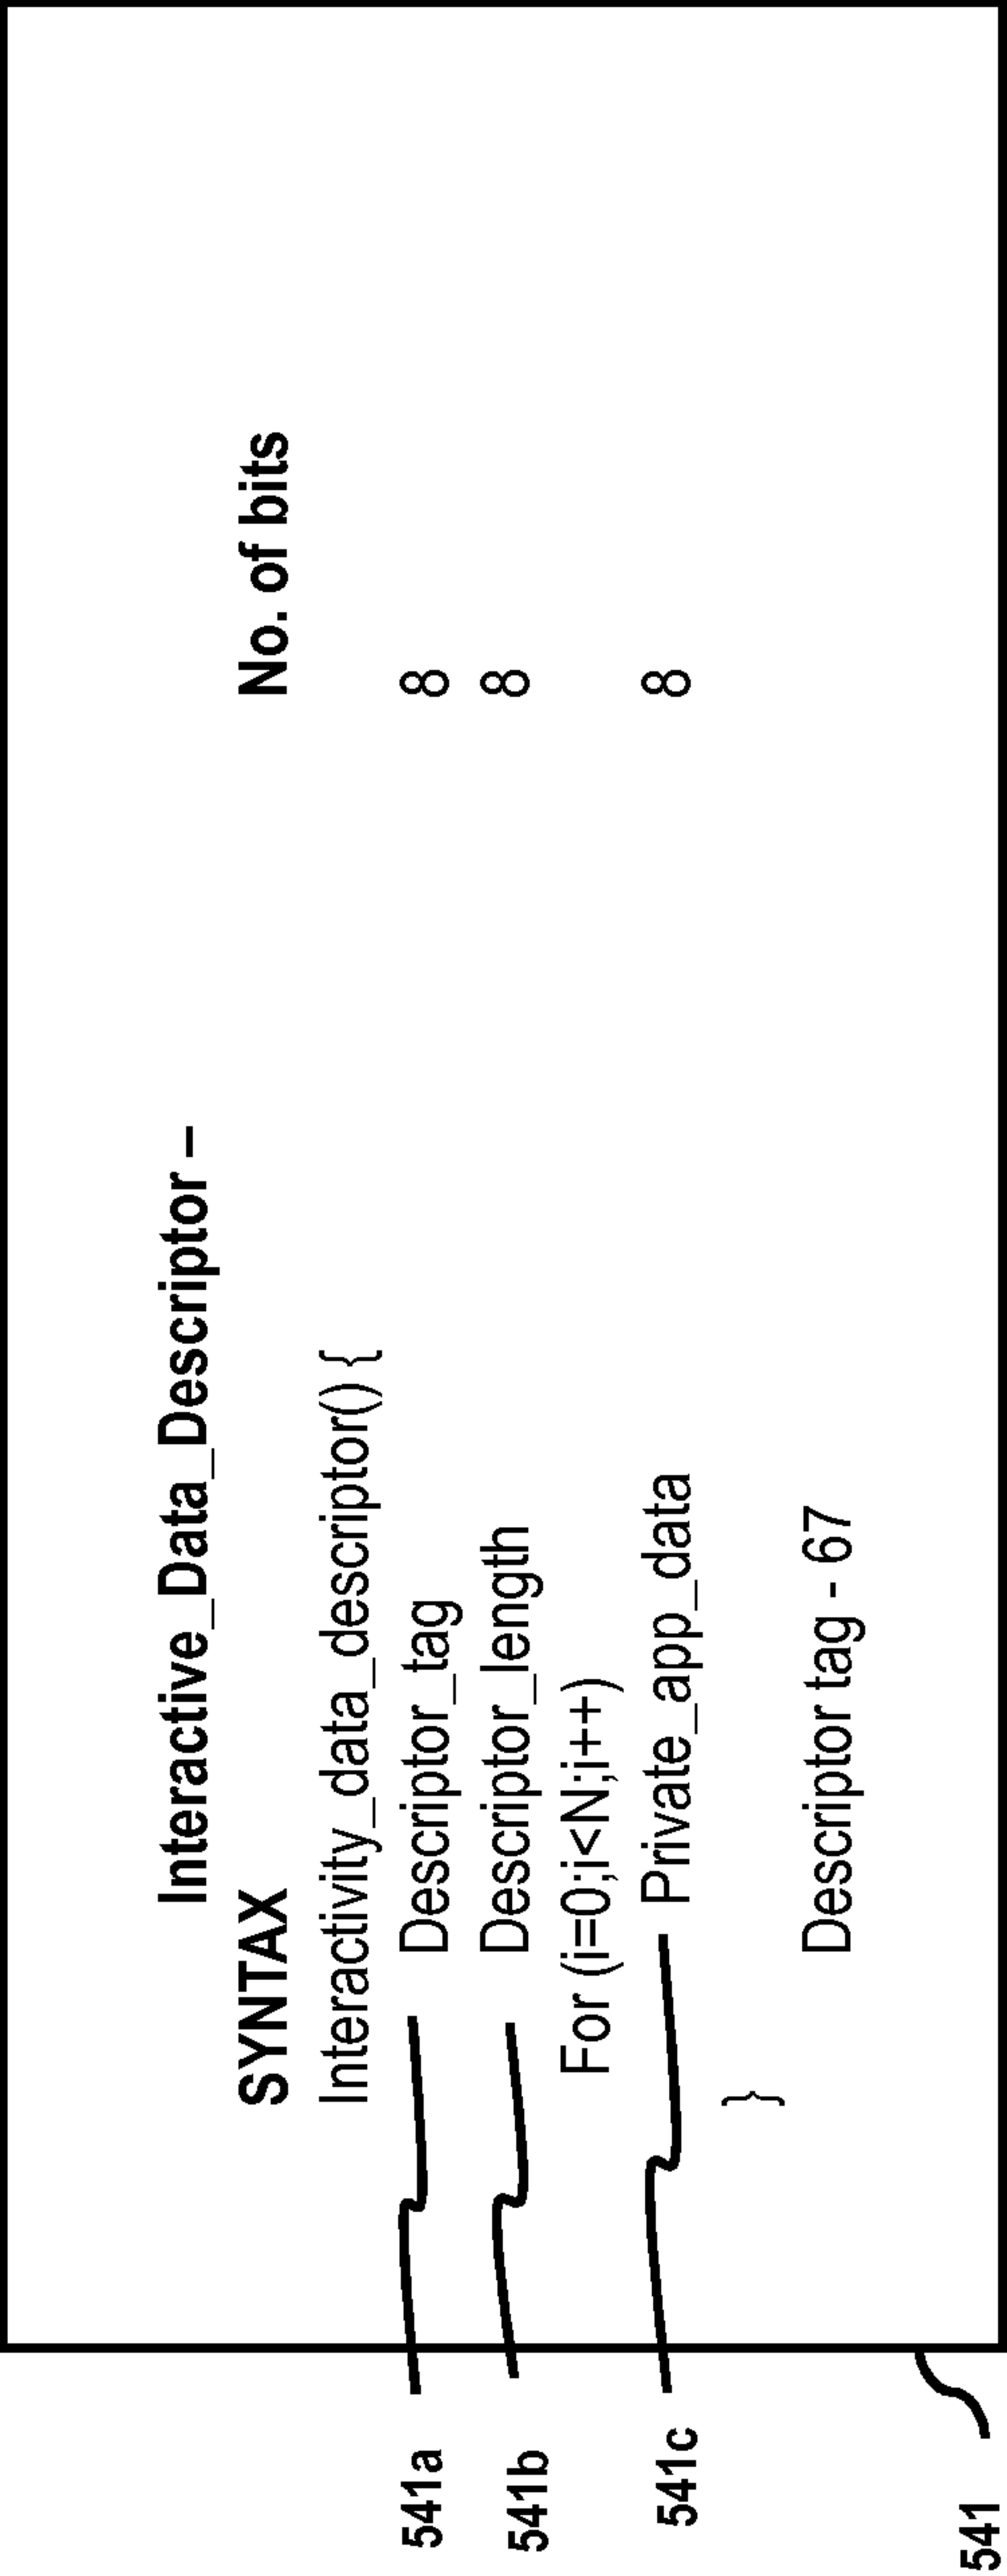 Interactive_Data_Descriptor –
SYNTAX No. of bits
Interactivity_data_descriptor() {
541a Descriptor_tag 8
541b Descriptor_length 8
For (i=0;i<N;i++)
541c Private_app_data 8
}
Descriptor tag - 67
541